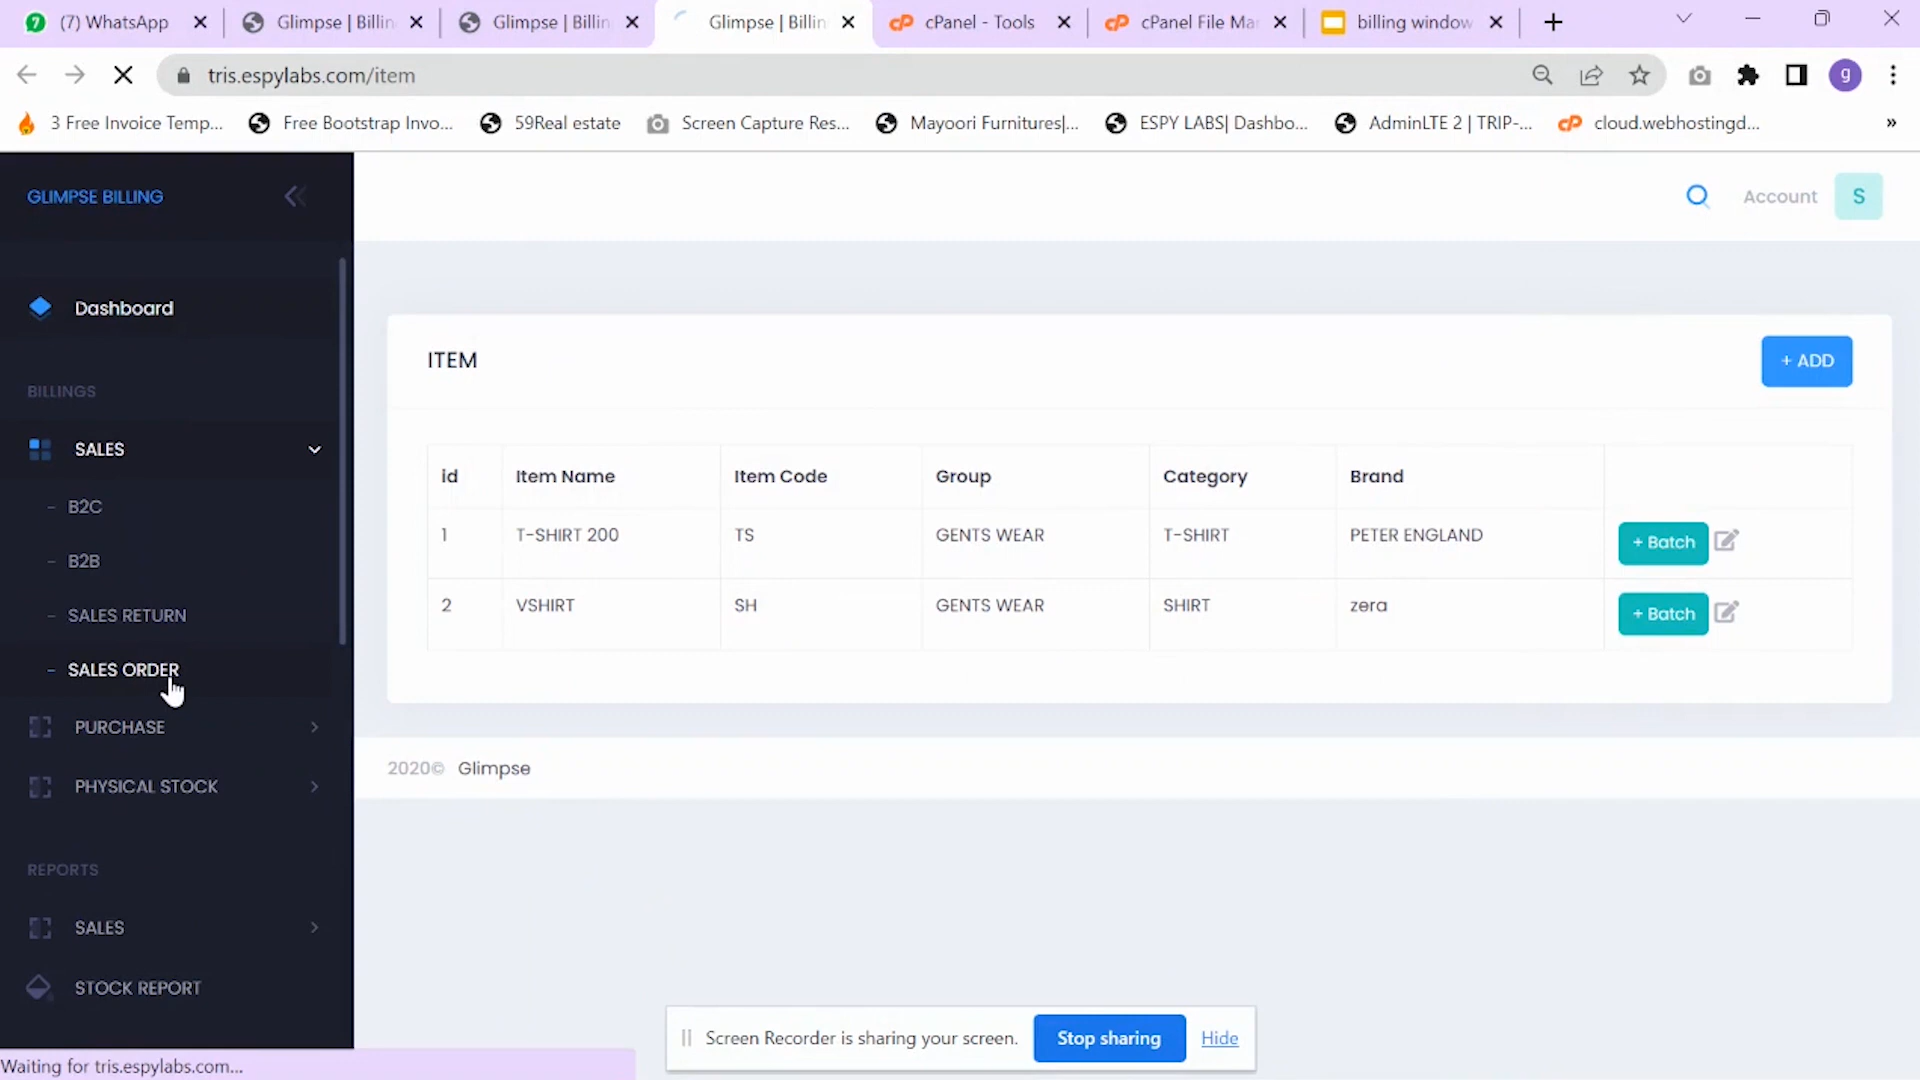 (7) WhatsApp
Glimpse | Billin
Glimpse | Billin
Glimpse | Billin
cPanel - Tools
cPanel File Ma
billing window
tris.espylabs.com/item
g
3 Free Invoice Temp...
Free Bootstrap Invo...
59Real estate
Screen Capture Res...
Mayoori Furnitures|...
ESPY LABS| Dashbo...
AdminLTE 2 | TRIP-...
cloud.webhostingd...
»
GLIMPSE BILLING
Account
S
Dashboard
BILLINGS
SALES
- B2C
- B2B
- SALES RETURN
- SALES ORDER
PURCHASE
PHYSICAL STOCK
REPORTS
SALES
STOCK REPORT
ITEM
+ ADD
id Item Name Item Code Group Category Brand
1 T-SHIRT 200 TS GENTS WEAR T-SHIRT PETER ENGLAND + Batch
2 VSHIRT SH GENTS WEAR SHIRT zera + Batch
2020© Glimpse
Screen Recorder is sharing your screen. Stop sharing Hide
Waiting for tris.espylabs.com...